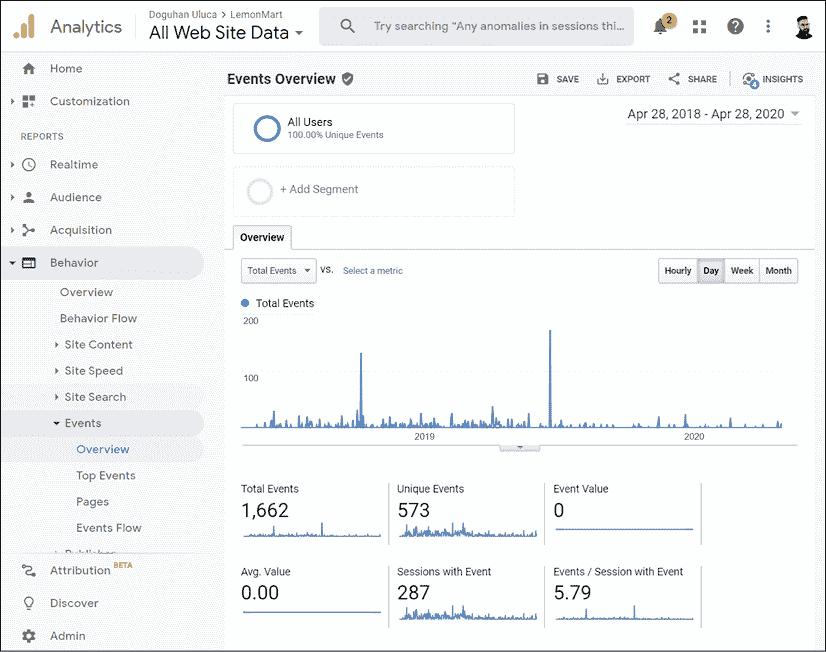 Analytics
Doguhan Uluca > LemonMart
All Web Site Data
Try searching “Any anomalies in sessions thi...
2
Home
Customization
REPORTS
Realtime
Audience
Acquisition
Behavior
Overview
Behavior Flow
Site Content
Site Speed
Site Search
Events
Overview
Top Events
Pages
Events Flow
Attribution BETA
Discover
Admin
Events Overview
SAVE
EXPORT
SHARE
4
INSIGHTS
All Users
100.00% Unique Events
Apr 28, 2018 - Apr 28, 2020
+ Add Segment
Overview
Total Events
VS.
Select a metric
Hourly
Day
Week
Month
Total Events
200
100
2019
2020
Total Events
1,662
Unique Events
573
Event Value
0
Avg. Value
0.00
Sessions with Event
287
Events / Session with Event
5.79